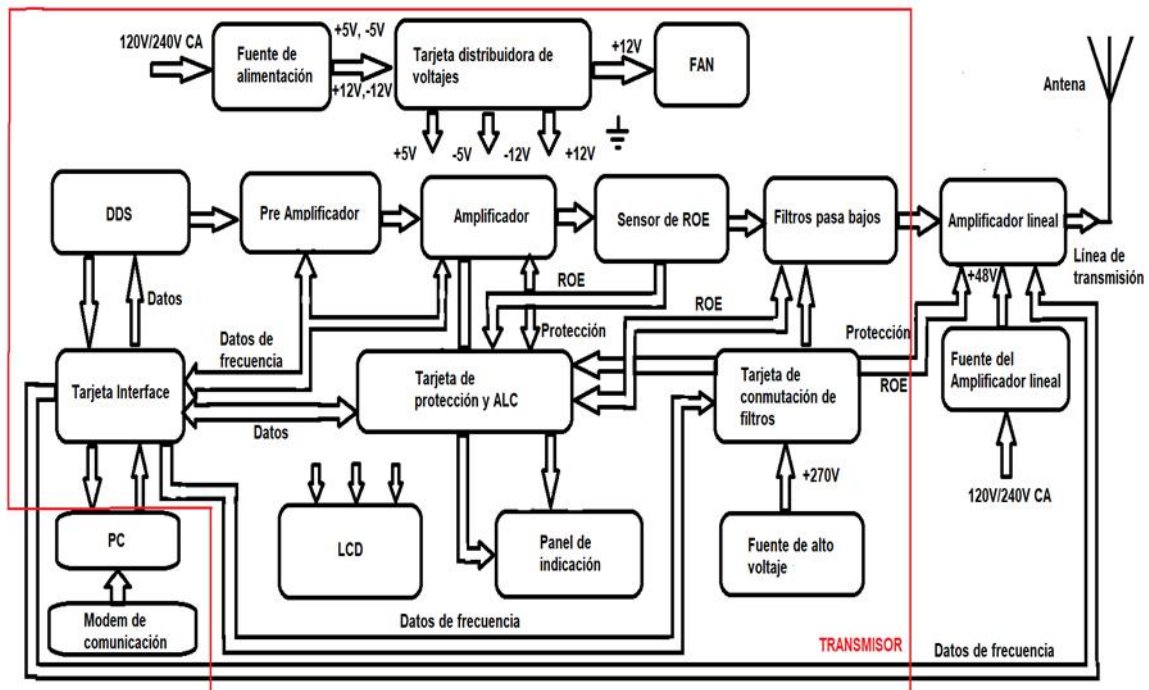 120V/240V CA
Fuente de
alimentación
+5V, -5V
+12V,-12V
Tarjeta distribuidora de
voltajes
+12V
FAN
+5V
-5V
-12V
+12V
Antena
DDS
Pre Amplificador
Amplificador
Sensor de ROE
Filtros pasa bajos
Amplificador lineal
Línea de
transmisión
Datos
Datos de
frecuencia
ROE
Protección
ROE
+48V
Protección
ROE
Tarjeta Interface
Tarjeta de
protección y ALC
Tarjeta de
conmutación de
filtros
Fuente del
Amplificador lineal
Datos
+270V
120V/240V CA
PC
LCD
Panel de
indicación
Fuente de alto
voltaje
Modem de
comunicación
Datos de frecuencia
TRANSMISOR
Datos de frecuencia